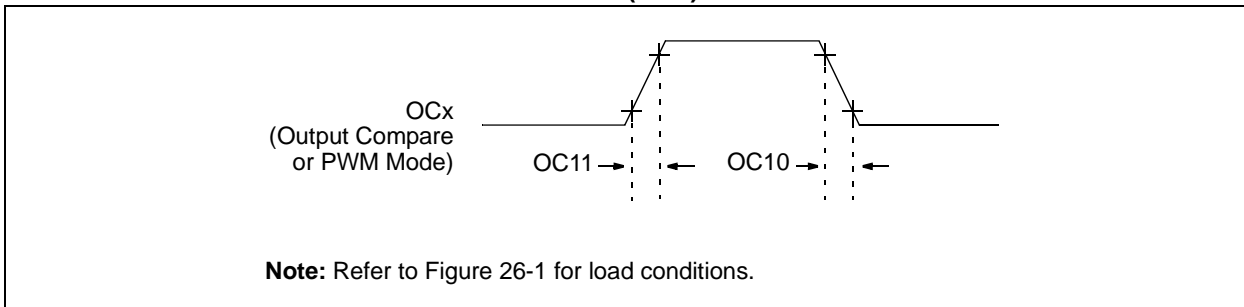 OCx
(Output Compare
or PWM Mode)
OC11
OC10
Note: Refer to Figure 26-1 for load conditions.